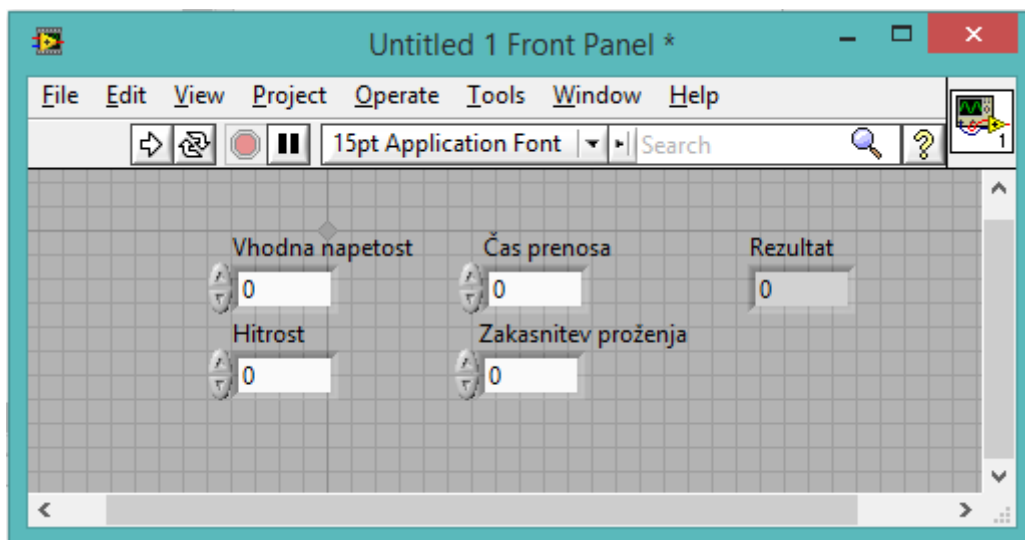 Untitled 1 Front Panel *
File Edit View Project Operate Tools Window Help
15pt Application Font Search
1
Vhodna napetost Čas prenosa Rezultat
0 0 0
Hitrost Zakasnitev proženja
0 0